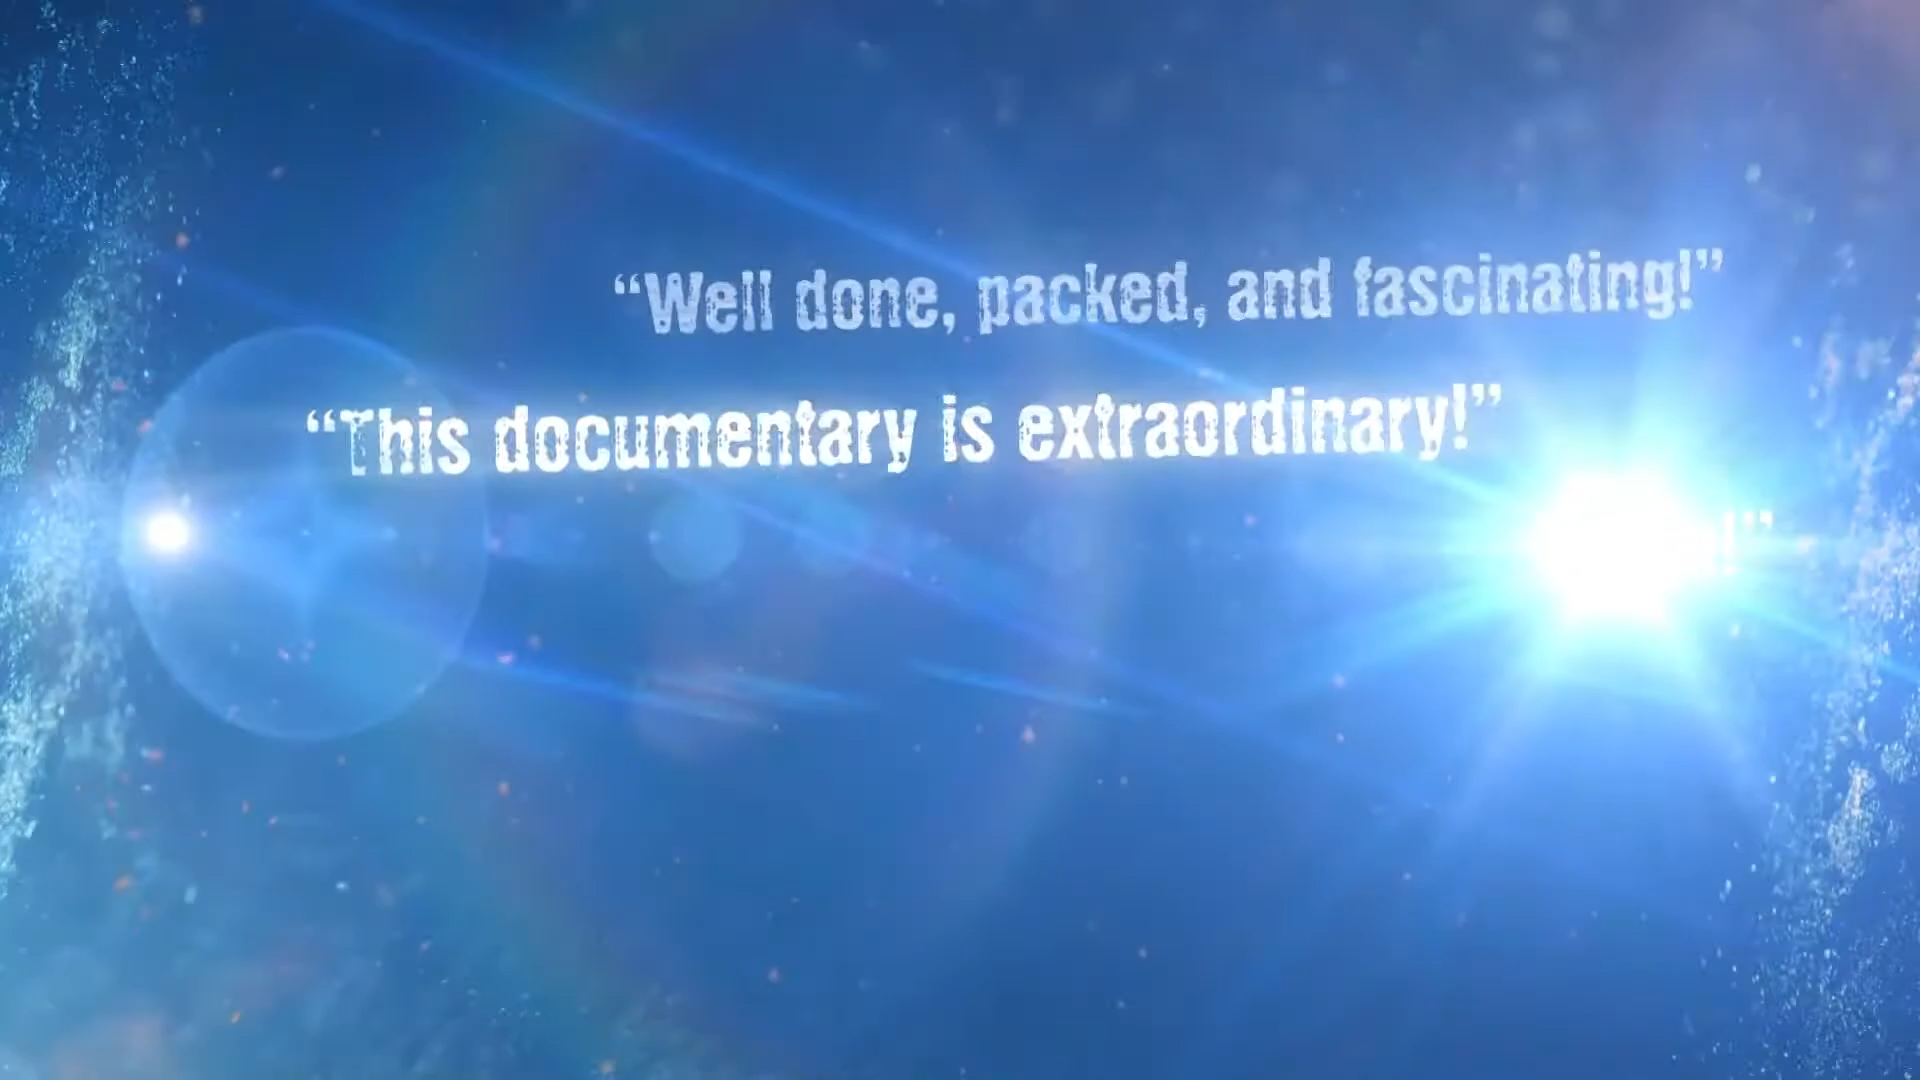 “Well done, packed, and fascinating!”
“This documentary is extraordinary!”
!”